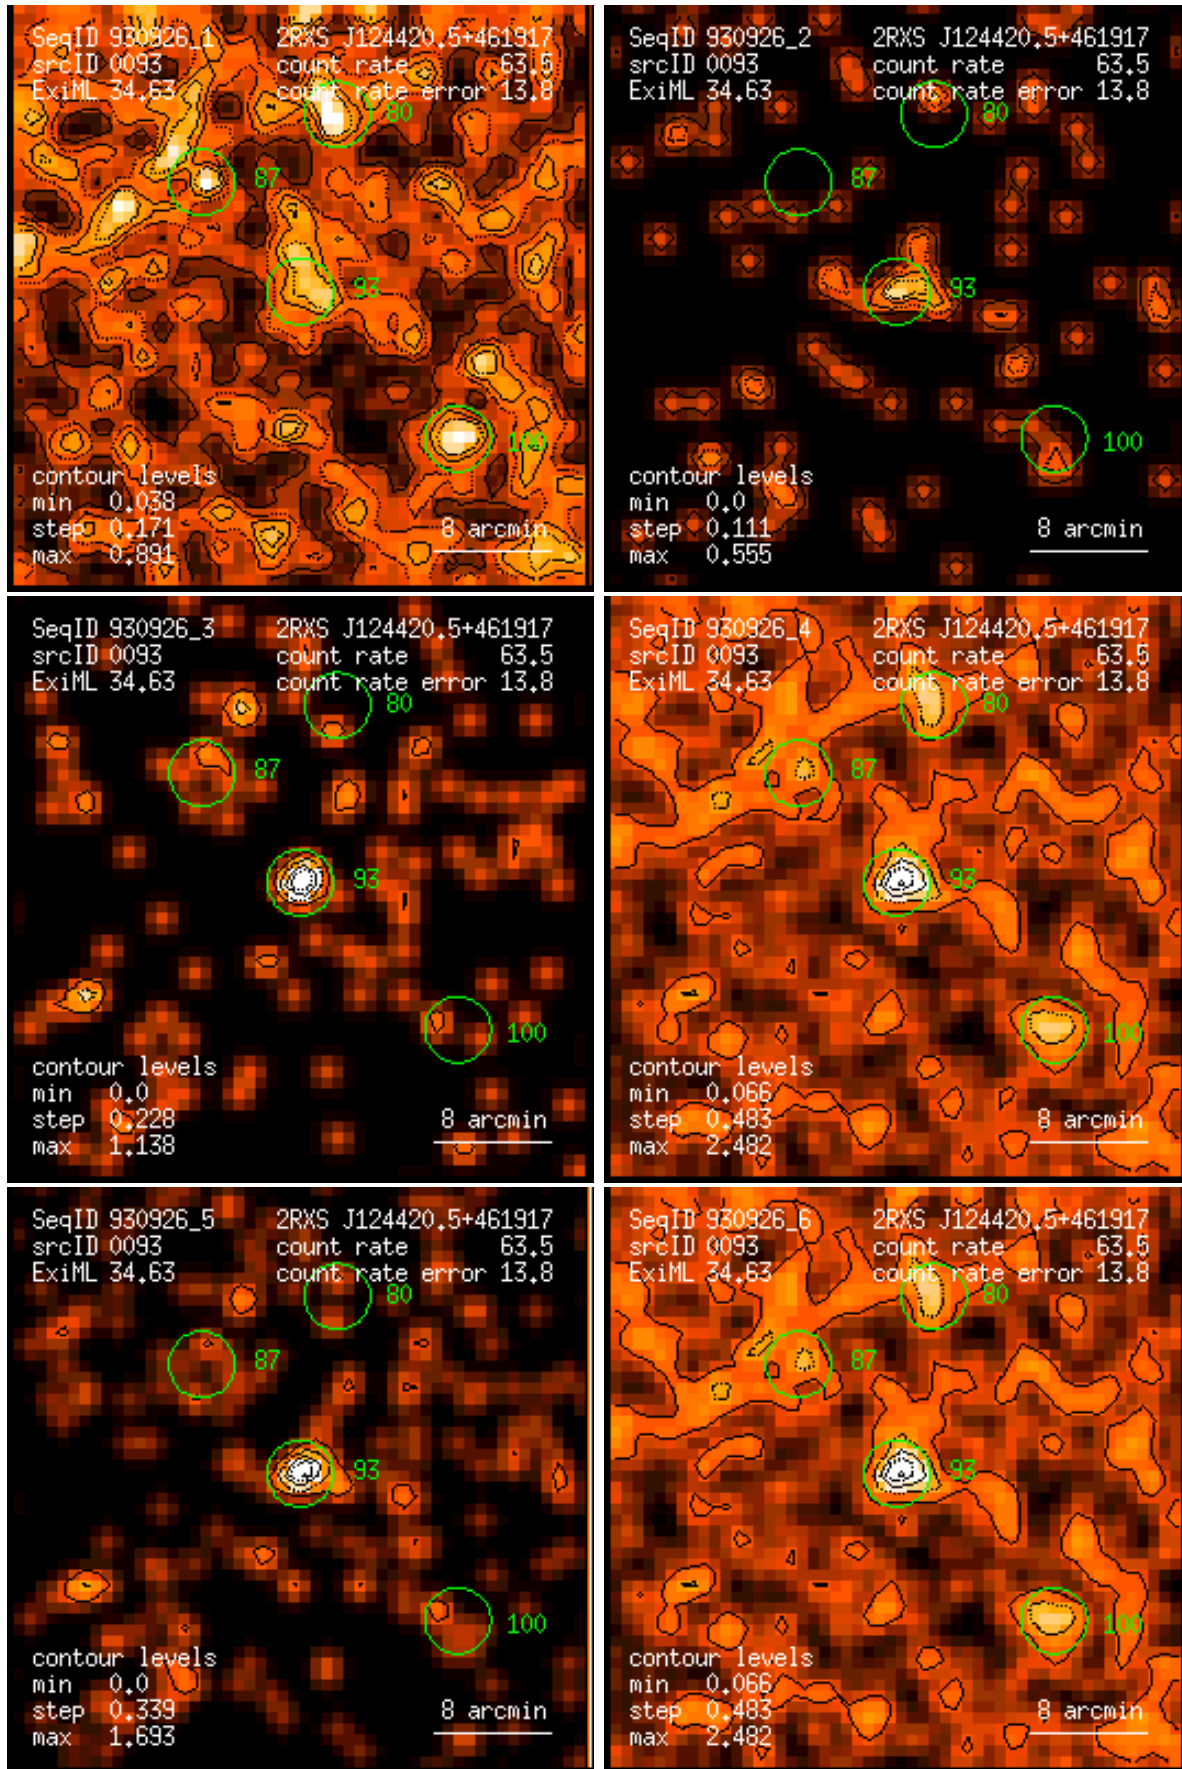 SeqID 930926_1 2RXS J124420.5+461917
srcID 0093 count rate 63.5
ExiML 34.63 count rate error 13.8
80
87
93
100
contour levels
min 0.038
step 0.171 8 arcmin
max 0.891
SeqID 930926_2 2RXS J124420.5+461917
srcID 0093 count rate 63.5
ExiML 34.63 count rate error 13.8
80
87
93
100
contour levels
min 0.0
step 0.111 8 arcmin
max 0.555
SeqID 930926_3 2RXS J124420.5+461917
srcID 0093 count rate 63.5
ExiML 34.63 count rate error 13.8
80
87
93
100
contour levels
min 0.0
step 0.228 8 arcmin
max 1.138
SeqID 930926_4 2RXS J124420.5+461917
srcID 0093 count rate 63.5
ExiML 34.63 count rate error 13.8
80
87
93
100
contour levels
min 0.066
step 0.483 8 arcmin
max 2.482
SeqID 930926_5 2RXS J124420.5+461917
srcID 0093 count rate 63.5
ExiML 34.63 count rate error 13.8
80
87
93
100
contour levels
min 0.0
step 0.339 8 arcmin
max 1.693
SeqID 930926_6 2RXS J124420.5+461917
srcID 0093 count rate 63.5
ExiML 34.63 count rate error 13.8
80
87
93
100
contour levels
min 0.066
step 0.483 8 arcmin
max 2.482